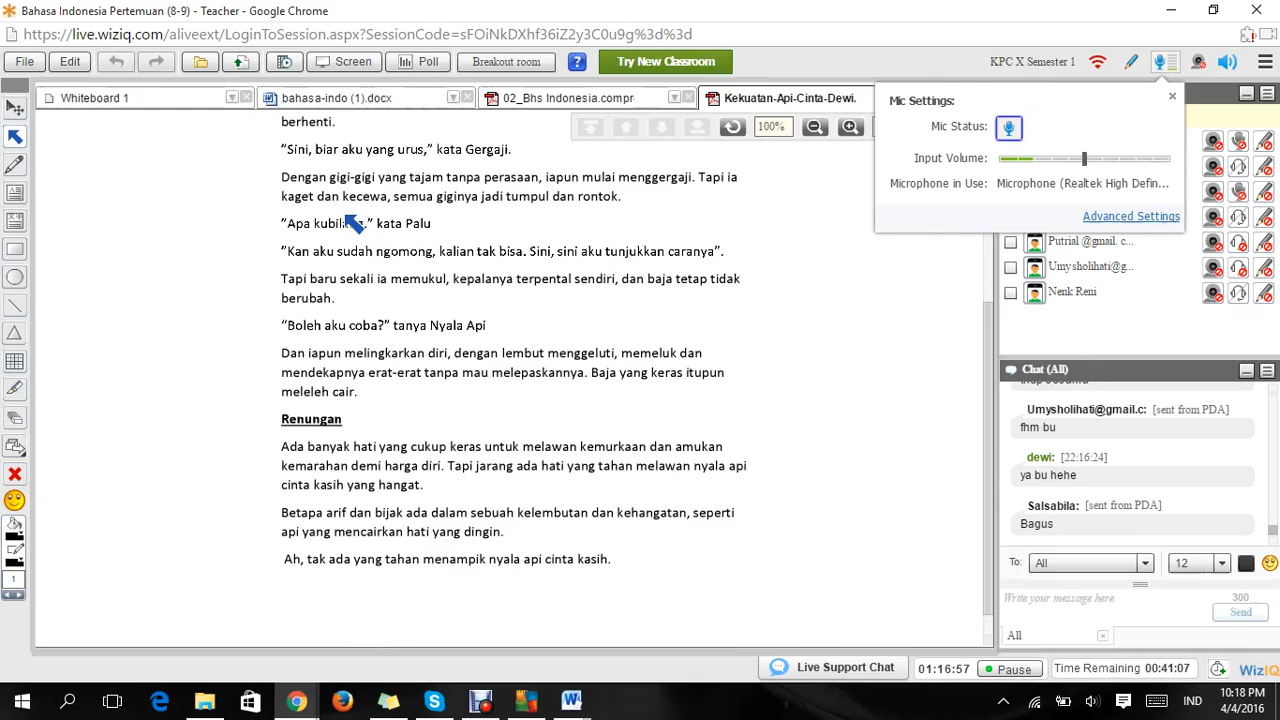 Bahasa Indonesia Pertemuan (8-9) - Teacher - Google Chrome
https://live.wiziq.com/aliveext/LoginToSession.aspx?SessionCode=sFOiNkDXhf36iZ2y3C0u9g%3d%3d
File Edit Screen Poll Breakout room ? Try New Classroom KPC X Semester 1
Whiteboard 1 bahasa-indo (1).docx 02_Bhs Indonesia.compr Kekuatan-Api-Cinta-Dewi.
100%
berhenti.
"Sini, biar aku yang urus," kata Gergaji.
Dengan gigi-gigi yang tajam tanpa perasaan, iapun mulai menggergaji. Tapi ia
kaget dan kecewa, semua giginya jadi tumpul dan rontok.
"Apa kata Palu
"Kan aku sudah ngomong, kalian tak bisa. Sini, sini aku tunjukkan caranya".
Tapi baru sekali ia memukul, kepalanya terpental sendiri, dan baja tetap tidak
berubah.
"Boleh aku coba?" tanya Nyala Api
Dan iapun melingkarkan diri, dengan lembut menggeluti, memeluk dan
mendekapnya erat-erat tanpa mau melepaskannya. Baja yang keras itupun
meleleh cair.
Renungan
Ada banyak hati yang cukup keras untuk melawan kemurkaan dan amukan
kemarahan demi harga diri. Tapi jarang ada hati yang tahan melawan nyala api
cinta kasih yang hangat.
Betapa arif dan bijak ada dalam sebuah kelembutan dan kehangatan, seperti
api yang mencairkan hati yang dingin.
Ah, tak ada yang tahan menampik nyala api cinta kasih.
Mic Settings:
Mic Status:
Input Volume:
Microphone in Use: Microphone (Realtek High Defin...
Advanced Settings
Putrial @gmail. c...
Umysholihati@g...
Nenk Reni
Chat (All)
Umysholihati@gmail.c: [sent from PDA]
fhm bu
dewi: [22:16:24]
ya bu hehe
Salsabila: [sent from PDA]
Bagus
To: All 12
Write your message here. 300
Send
All
1
Live Support Chat 01:16:57 Pause Time Remaining 00:41:07 WizIQ
IND 10:18 PM
4/4/2016